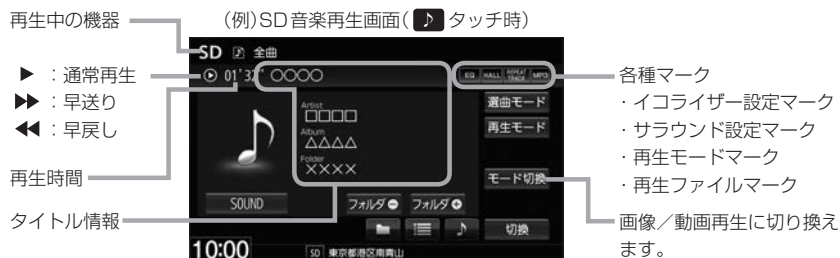 再生中の機器
(例)SD音楽再生画面( ♪ タッチ時)
SD ♪ 全曲
▶ :通常再生
▶▶ :早送り
◀◀ :早戻し
01'32" ○○○○
EQ HALL REPEAT TRACK MP3
Artist
□□□□
Album
△△△△
Folder
××××
選曲モード
再生モード
モード切換
各種マーク
・イコライザー設定マーク
・サラウンド設定マーク
・再生モードマーク
・再生ファイルマーク
再生時間
タイトル情報
SOUND
フォルダ－ フォルダ＋
切換
10:00
SD 東京都港区南青山
画像／動画再生に切り換え
ます。